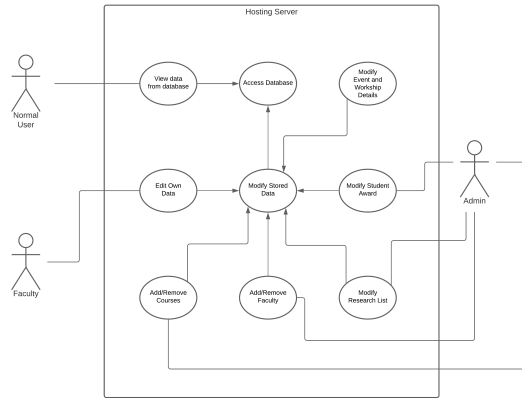 Hosting Server
View data
from database
Access Database
Modify
Event and
Workship
Details
Normal
User
Edit Own
Data
Modify Stored
Data
Modify Student
Award
Admin
Faculty
Add/Remove
Courses
Add/Remove
Faculty
Modify
Research List